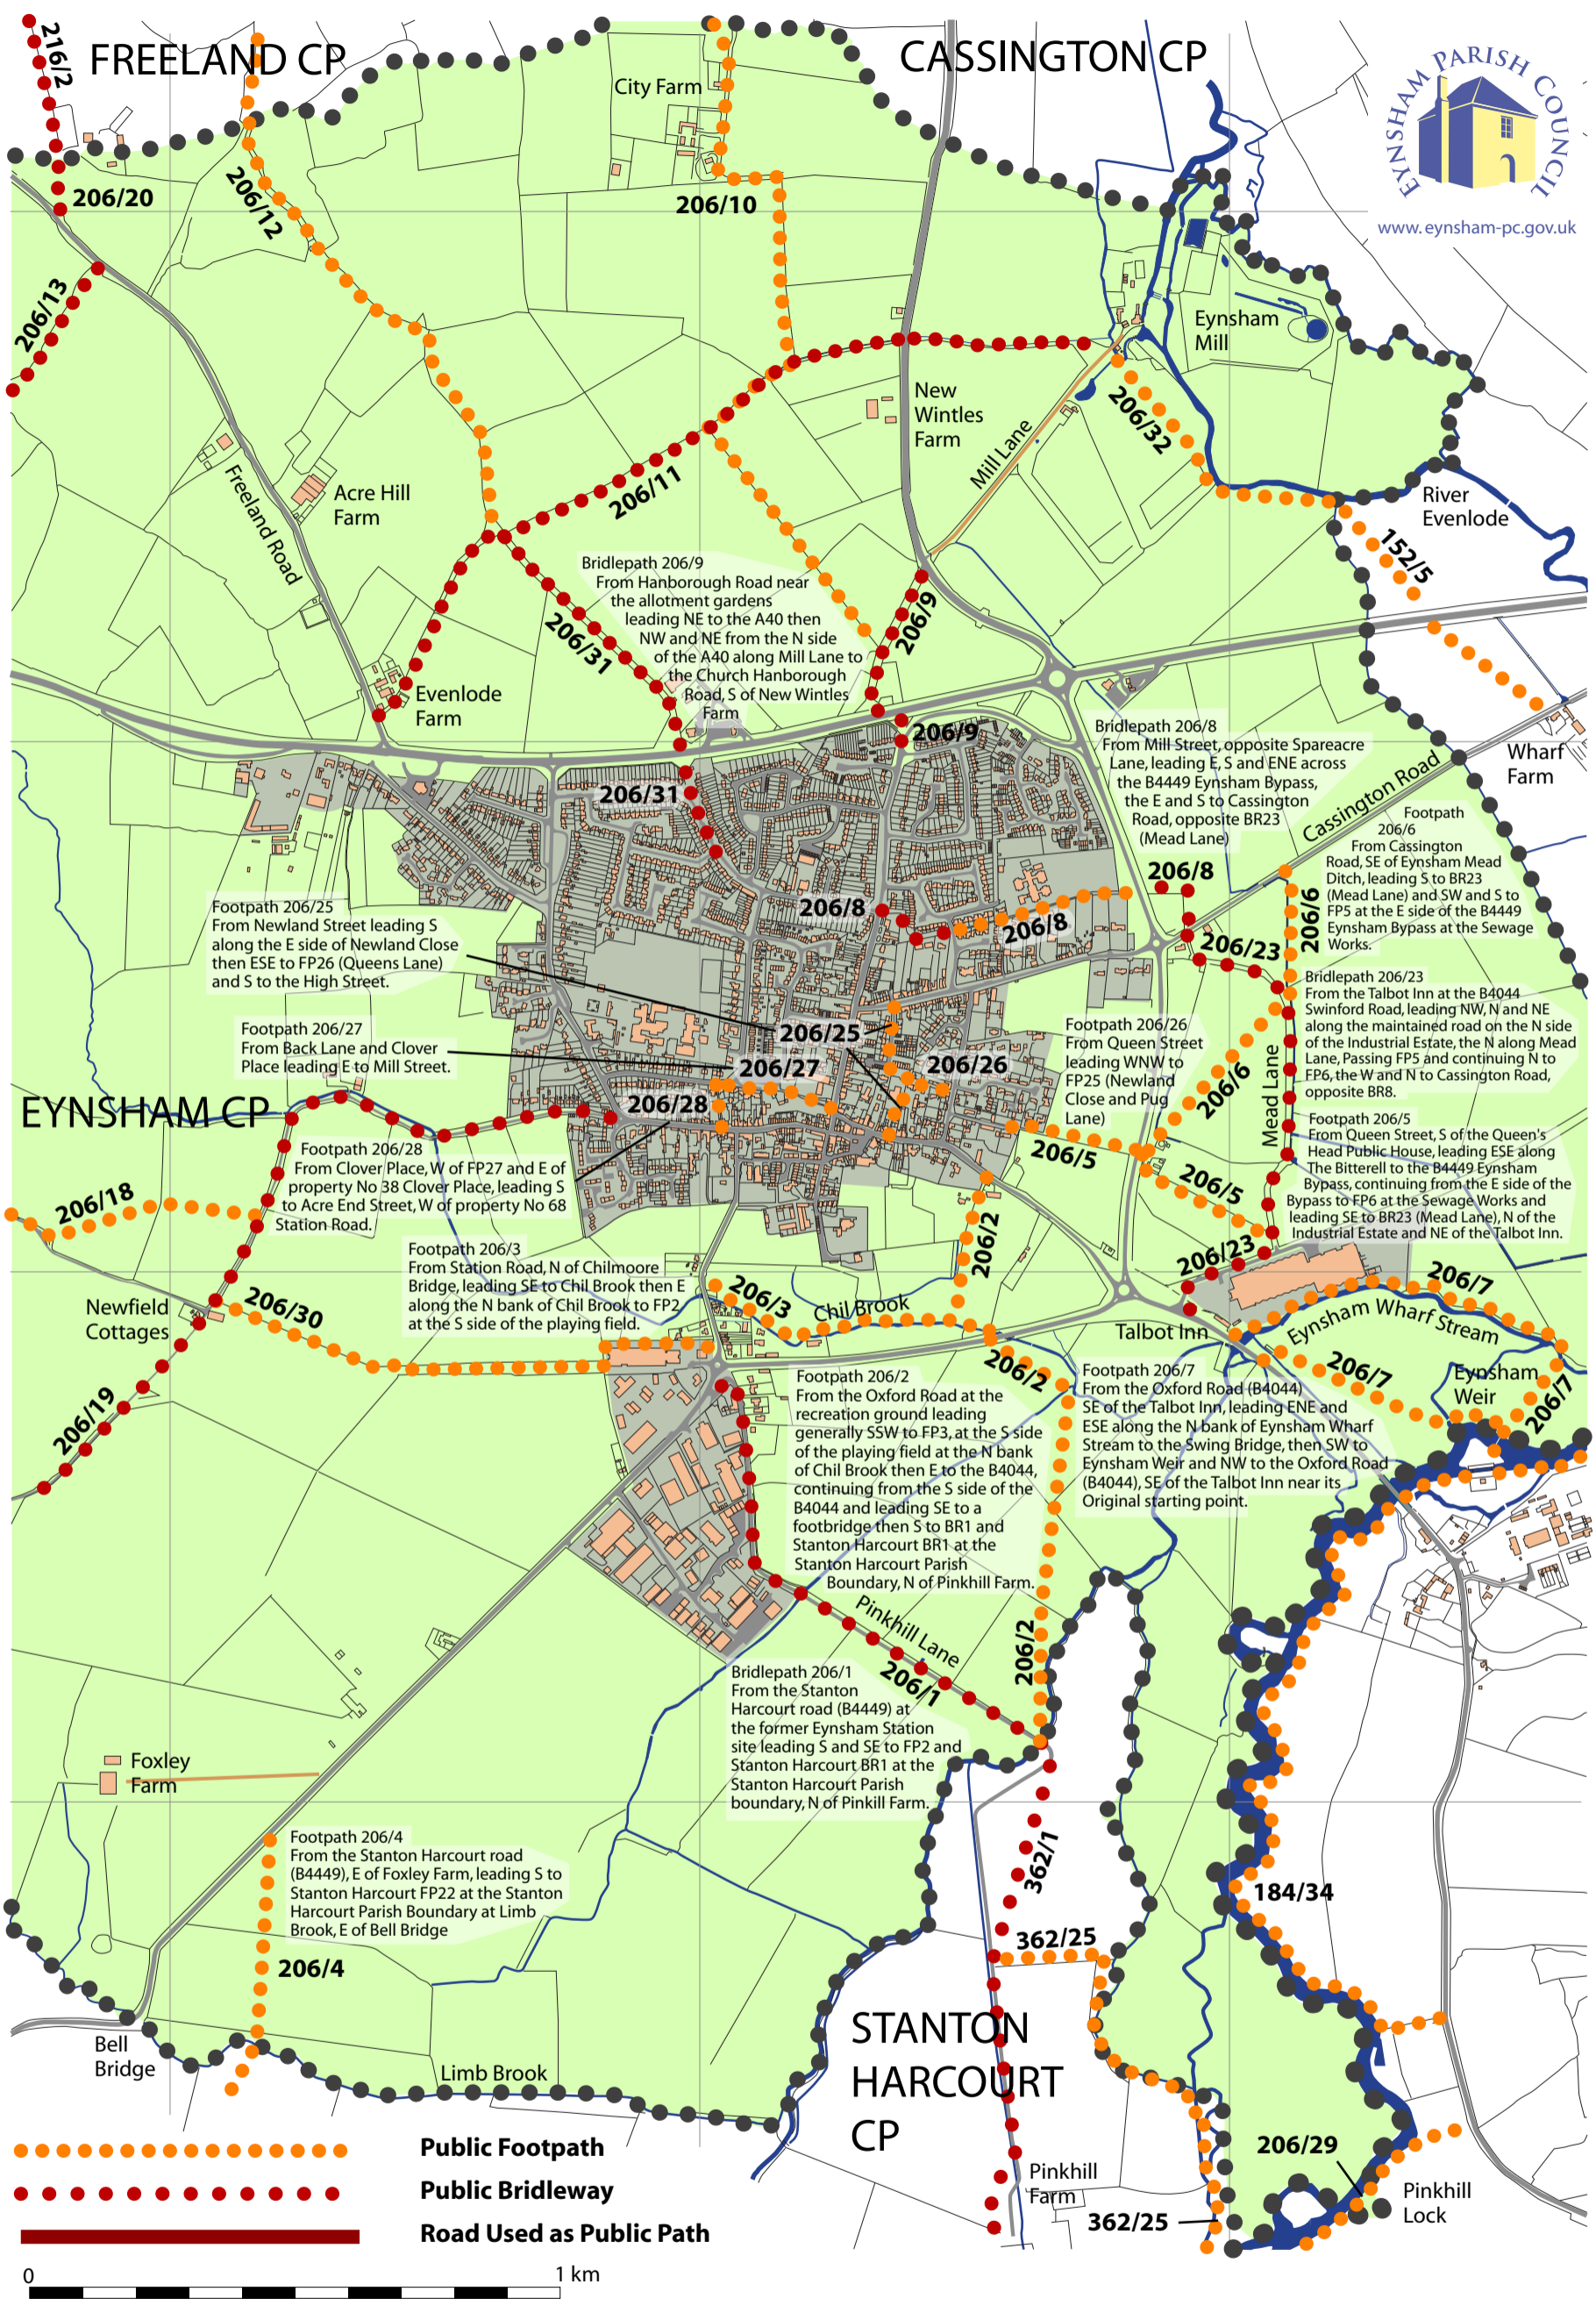 216/2
FREELAND CP
CASSINGTON CP
EYNSHAM PARISH COUNCIL
www.eynsham-pc.gov.uk
City Farm
206/20
206/12
206/10
206/13
Eynsham
Mill
New
Wintles
Farm
Mill Lane
206/32
206/11
Freeland Road
Acre Hill
Farm
River
Evenlode
152/5
Bridlepath 206/9
From Hanborough Road near
the allotment gardens
leading NE to the A40 then
NW and NE from the N side
of the A40 along Mill Lane to
the Church Hanborough
Road, S of New Wintles
Farm
206/9
206/31
Evenlode
Farm
206/9
Bridlepath 206/8
From Mill Street, opposite Spareacre
Lane, leading E, S and ENE across
the B4449 Eynsham Bypass,
the E and S to Cassington
Road, opposite BR23
(Mead Lane)
Wharf
Farm
Cassington Road
206/31
Footpath
206/6
From Cassington
Road, SE of Eynsham Mead
Ditch, leading S to BR23
(Mead Lane) and SW and S to
FP5 at the E side of the B4449
Eynsham Bypass at the Sewage
Works.
206/8
206/8
206/8
206/6
206/23
Footpath 206/25
From Newland Street leading S
along the E side of Newland Close
then ESE to FP26 (Queens Lane)
and S to the High Street.
Bridlepath 206/23
From the Talbot Inn at the B4044
Swinford Road, leading NW, N and NE
along the maintained road on the N side
of the Industrial Estate, the N along Mead
Lane, Passing FP5 and continuing N to
FP6, the W and N to Cassington Road,
opposite BR8.
Footpath 206/27
From Back Lane and Clover
Place leading E to Mill Street.
206/25
Footpath 206/26
From Queen Street
leading WNW to
FP25 (Newland
Close and Pug
Lane)
206/27
206/26
206/6
Mead Lane
EYNSHAM CP
206/28
Footpath 206/5
From Queen Street, S of the Queen's
Head Public House, leading ESE along
The Bitterell to the B4449 Eynsham
Bypass, continuing from the E side of the
Bypass to FP6 at the Sewage Works and
leading SE to BR23 (Mead Lane), N of the
Industrial Estate and NE of the Talbot Inn.
Footpath 206/28
From Clover Place, W of FP27 and E of
property No 38 Clover Place, leading S
to Acre End Street, W of property No 68
Station Road.
206/5
206/5
206/18
206/2
206/23
Footpath 206/3
From Station Road, N of Chilmoore
Bridge, leading SE to Chil Brook then E
along the N bank of Chil Brook to FP2
at the S side of the playing field.
206/3
Chil Brook
206/7
Newfield
Cottages
206/30
Talbot Inn
Eynsham Wharf Stream
206/2
206/7
Eynsham
Weir
206/7
206/19
Footpath 206/2
From the Oxford Road at the
recreation ground leading
generally SSW to FP3, at the S side
of the playing field at the N bank
of Chil Brook then E to the B4044,
continuing from the S side of the
B4044 and leading SE to a
footbridge then S to BR1 and
Stanton Harcourt BR1 at the
Stanton Harcourt Parish
Boundary, N of Pinkhill Farm.
Footpath 206/7
From the Oxford Road (B4044)
SE of the Talbot Inn, leading ENE and
ESE along the N bank of Eynsham Wharf
Stream to the Swing Bridge, then SW to
Eynsham Weir and NW to the Oxford Road
(B4044), SE of the Talbot Inn near its
Original starting point.
Pinkhill Lane
206/1
206/2
Bridlepath 206/1
From the Stanton
Harcourt road (B4449) at
the former Eynsham Station
site leading S and SE to FP2 and
Stanton Harcourt BR1 at the
Stanton Harcourt Parish
boundary, N of Pinkill Farm.
Foxley
Farm
Footpath 206/4
From the Stanton Harcourt road
(B4449), E of Foxley Farm, leading S to
Stanton Harcourt FP22 at the Stanton
Harcourt Parish Boundary at Limb
Brook, E of Bell Bridge
362/1
184/34
362/25
206/4
Bell
Bridge
Limb Brook
STANTON
HARCOURT
CP
206/29
Pinkhill
Farm
Pinkhill
Lock
362/25
Public Footpath
Public Bridleway
Road Used as Public Path
0
1 km